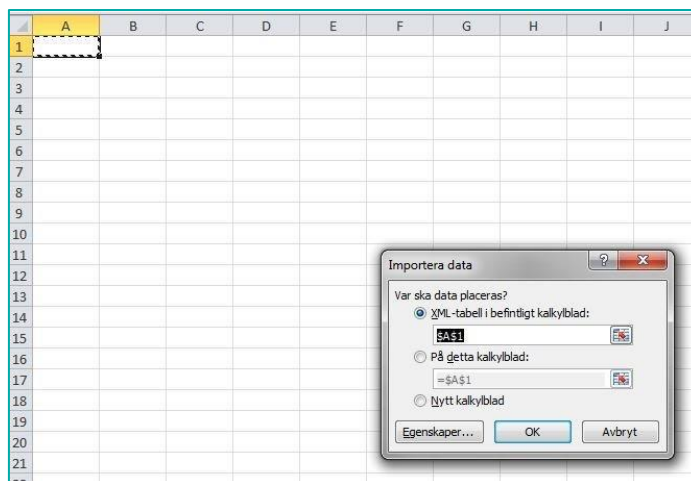 A B C D E F G H I J
1
2
3
4
5
6
7
8
9
10
11
12
13
14
15
16
17
18
19
20
21
Importera data
Var ska data placeras?
XML-tabell i befintligt kalkylblad:
$A$1
På detta kalkylblad:
=$A$1
Nytt kalkylblad
Egenskaper... OK Avbryt